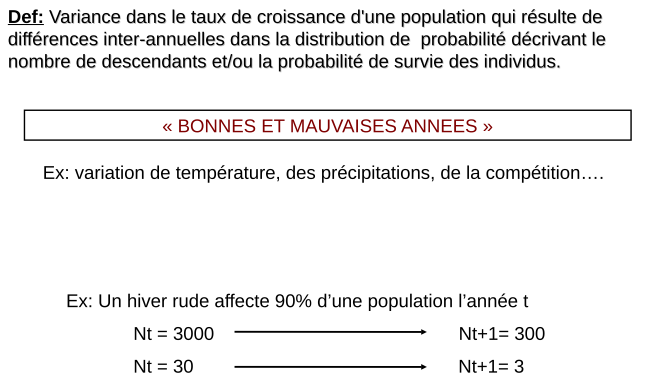 Def: Variance dans le taux de croissance d'une population qui résulte de
différences inter-annuelles dans la distribution de  probabilité décrivant le
nombre de descendants et/ou la probabilité de survie des individus.
« BONNES ET MAUVAISES ANNEES »
Ex: variation de température, des précipitations, de la compétition….
Ex: Un hiver rude affecte 90% d’une population l’année t
Nt = 3000 Nt+1= 300
Nt = 30 Nt+1= 3